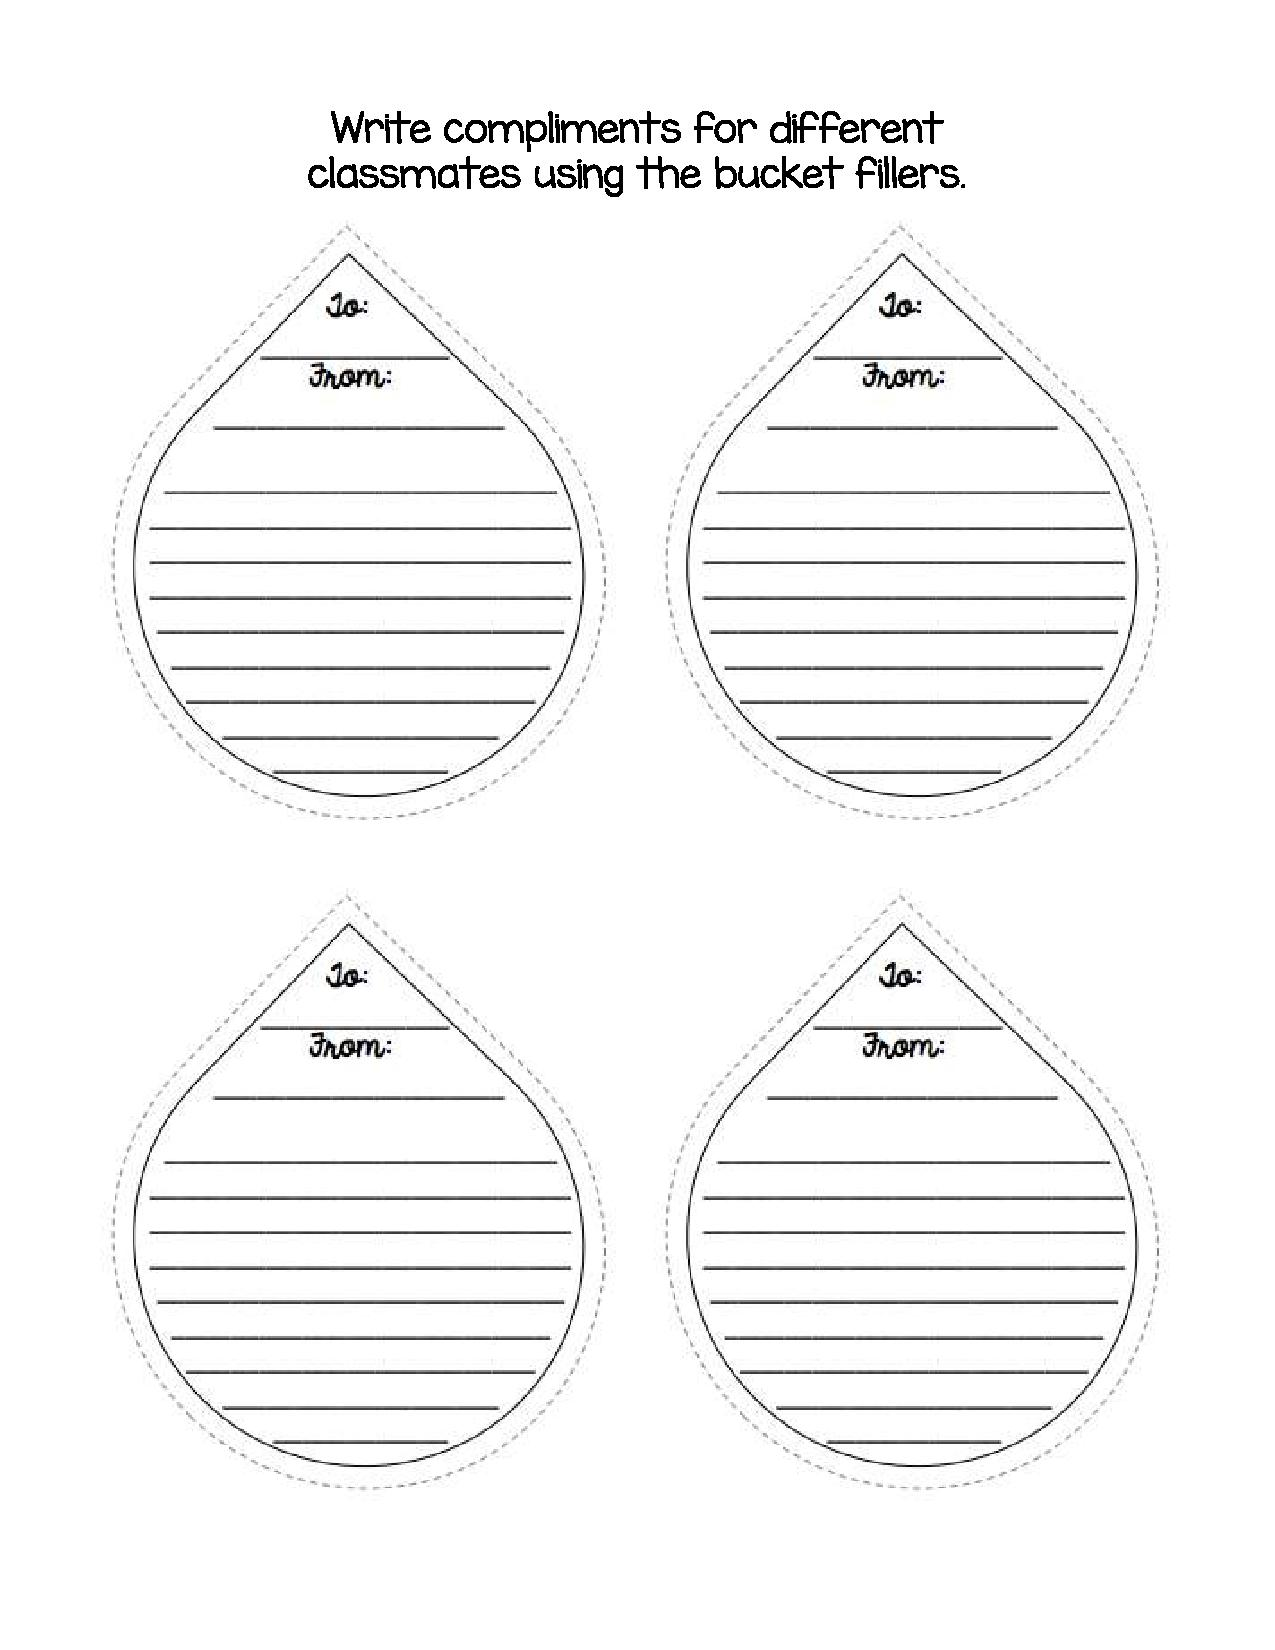 Write compliments for different
classmates using the bucket fillers.
To:
From:
To:
From:
To:
From:
To:
From: